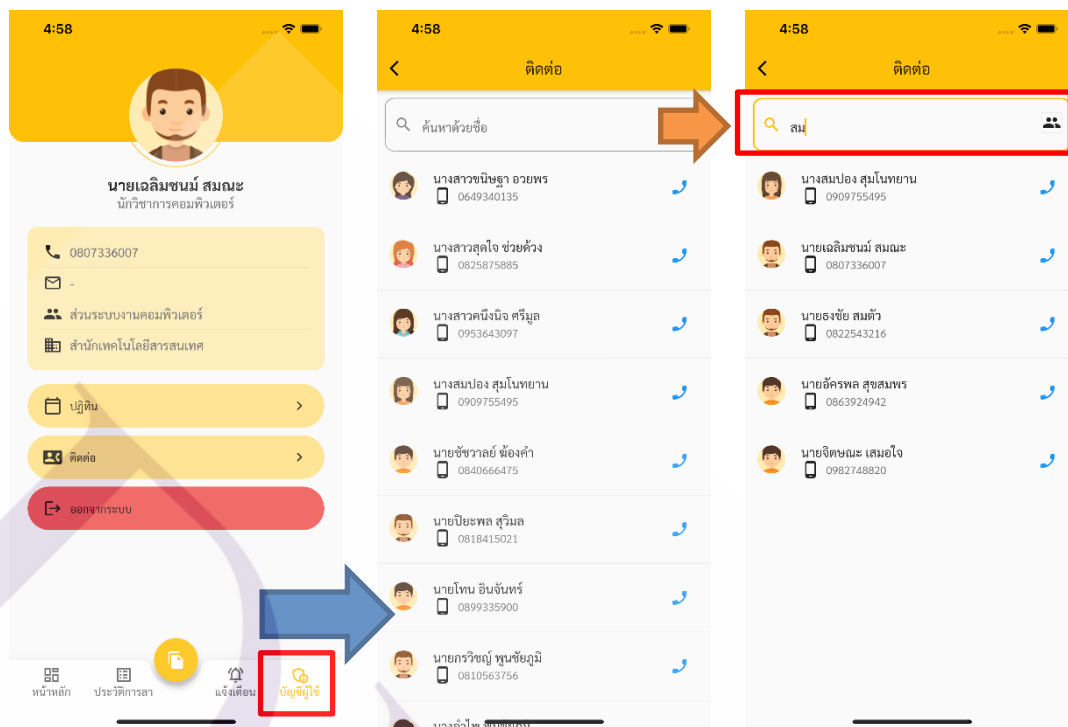 4:58
นายเฉลิมชนม์ สมณะ
นักวิชาการคอมพิวเตอร์
0807336007
-
ส่วนระบบงานคอมพิวเตอร์
สำนักเทคโนโลยีสารสนเทศ
ปฏิทิน
ติดต่อ
ออกจากระบบ
หน้าหลัก
ประวัติการลา
แจ้งเตือน
บัญชีผู้ใช้
4:58
ติดต่อ
ค้นหาด้วยชื่อ
นางสาวขนิษฐา อวยพร
0649340135
นางสาวสุดใจ ช่วยด้วง
0825875885
นางสาวคนึงนิจ ศรีมูล
0953643097
นางสมปอง สุมโนทยาน
0909755495
นายชัชวาลย์ ฆ้องคำ
0840666475
นายปิยะพล สุวิมล
0818415021
นายโทน อินจันทร์
0899335900
นายกรวิชญ์ พูนชัยภูมิ
0810563756
4:58
ติดต่อ
สม
นางสมปอง สุมโนทยาน
0909755495
นายเฉลิมชนม์ สมณะ
0807336007
นายธงชัย สมตัว
0822543216
นายอัครพล สุขสมพร
0863924942
นายจิตษณะ เสมอใจ
0982748820